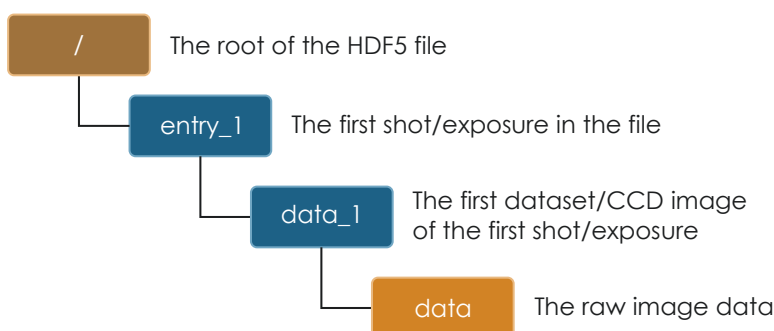 / The root of the HDF5 file
entry_1 The first shot/exposure in the file
data_1 The first dataset/CCD image
of the first shot/exposure
data The raw image data